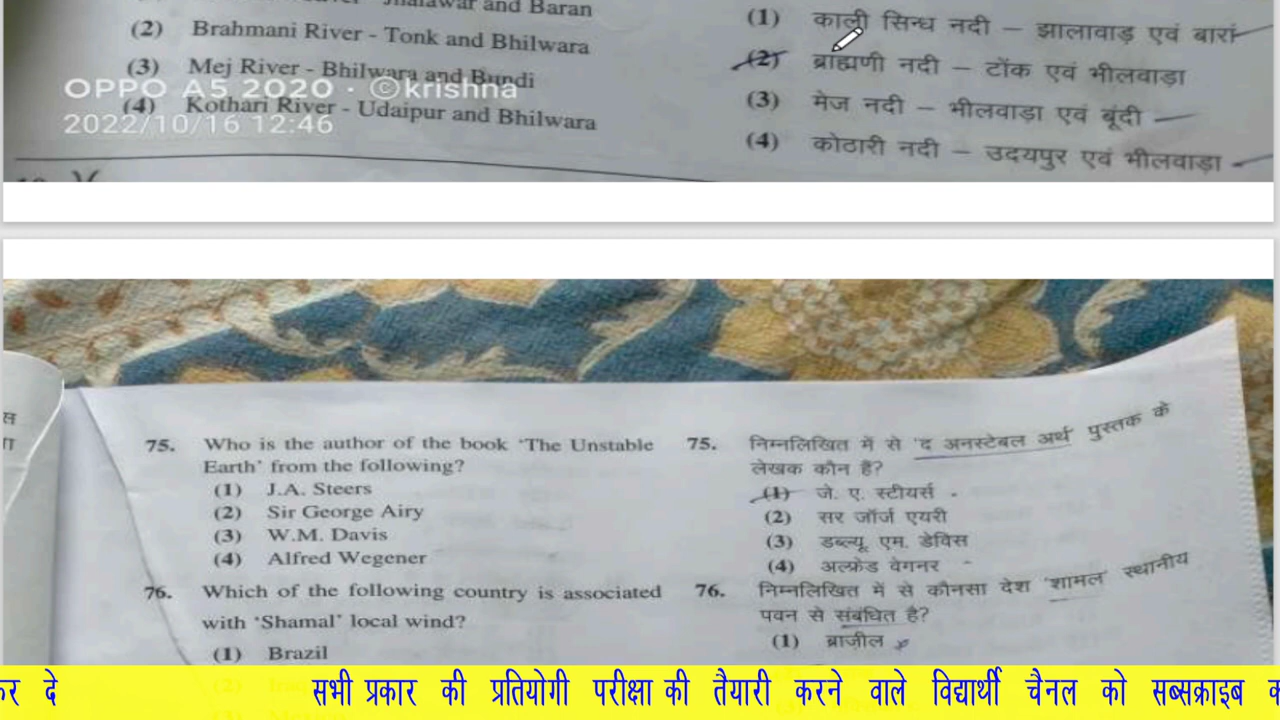 Jhalawar and Baran
(2) Brahmani River - Tonk and Bhilwara
(3) Mej River - Bhilwara and Bundi
(4) Kothari River - Udaipur and Bhilwara
OPPO A5 2020 · ©krishna
2022/10/16 12:46
(1) काली सिन्ध नदी – झालावाड़ एवं बारां
(2) ब्राह्मणी नदी – टोंक एवं भीलवाड़ा
(3) मेज नदी – भीलवाड़ा एवं बूंदी
(4) कोठारी नदी – उदयपुर एवं भीलवाड़ा
75. Who is the author of the book 'The Unstable
Earth' from the following?
(1) J.A. Steers
(2) Sir George Airy
(3) W.M. Davis
(4) Alfred Wegener
76. Which of the following country is associated
with 'Shamal' local wind?
(1) Brazil
75. निम्नलिखित में से 'द अनस्टेबल अर्थ' पुस्तक के
लेखक कौन हैं?
(1) जे. ए. स्टीयर्स
(2) सर जॉर्ज एयरी
(3) डब्ल्यू. एम. डेविस
(4) अल्फ्रेड वेगनर
76. निम्नलिखित में से कौनसा देश 'शामल' स्थानीय
पवन से संबंधित है?
(1) ब्राज़ील
कर दे सभी प्रकार की प्रतियोगी परीक्षा की तैयारी करने वाले विद्यार्थी चैनल को सब्सक्राइब क